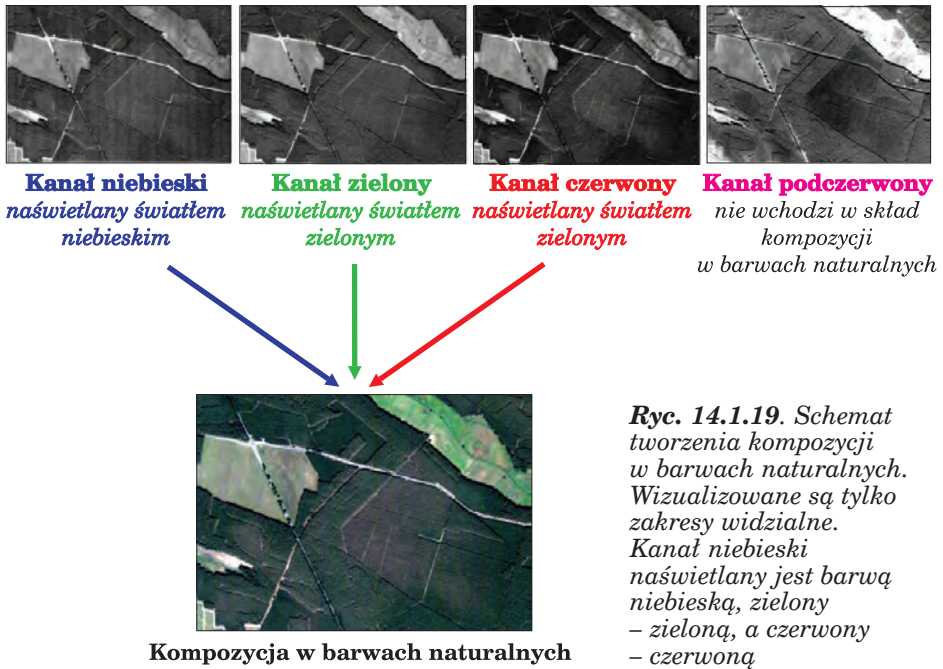 Kanał niebieski
naświetlany światłem
niebieskim
Kanał zielony
naświetlany światłem
zielonym
Kanał czerwony
naświetlany światłem
zielonym
Kanał podczerwony
nie wchodzi w skład
kompozycji
w barwach naturalnych
Kompozycja w barwach naturalnych
Ryc. 14.1.19. Schemat
tworzenia kompozycji
w barwach naturalnych.
Wizualizowane są tylko
zakresy widzialne.
Kanał niebieski
naświetlany jest barwą
niebieską, zielony
– zieloną, a czerwony
– czerwoną